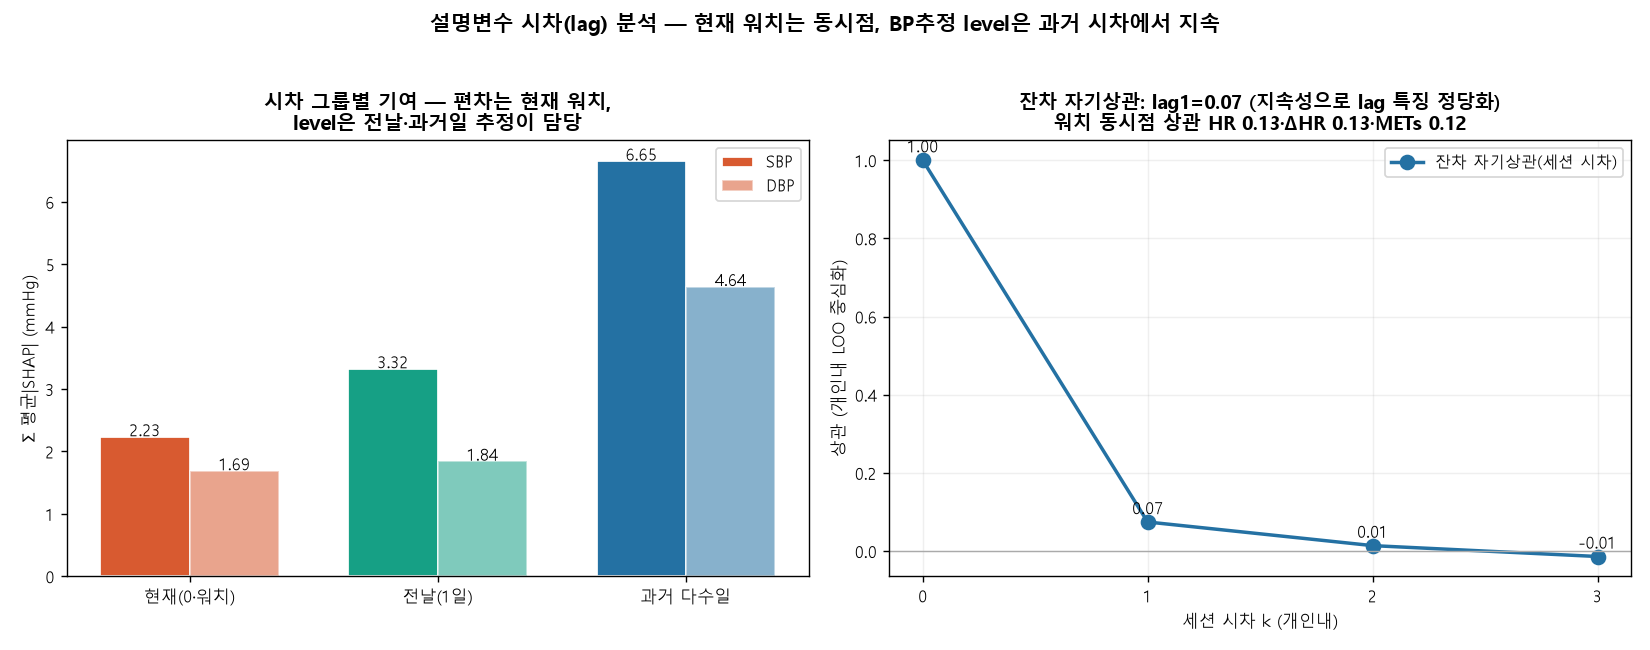 설명변수 시차(lag) 분석 — 현재 워치는 동시점, BP추정 level은 과거 시차에서 지속
시차 그룹별 기여 — 편차는 현재 워치,
level은 전날·과거일 추정이 담당
Σ 평균|SHAP| (mmHg)
6
5
4
3
2
1
0
2.23
1.69
3.32
1.84
6.65
4.64
SBP
DBP
현재(0·워치)
전날(1일)
과거 다수일
잔차 자기상관: lag1=0.07 (지속성으로 lag 특징 정당화)
워치 동시점 상관 HR 0.13·ΔHR 0.13·METs 0.12
상관 (개인내 LOO 중심화)
1.0
0.8
0.6
0.4
0.2
0.0
1.00
0.07
0.01
-0.01
잔차 자기상관(세션 시차)
0
1
2
3
세션 시차 k (개인내)